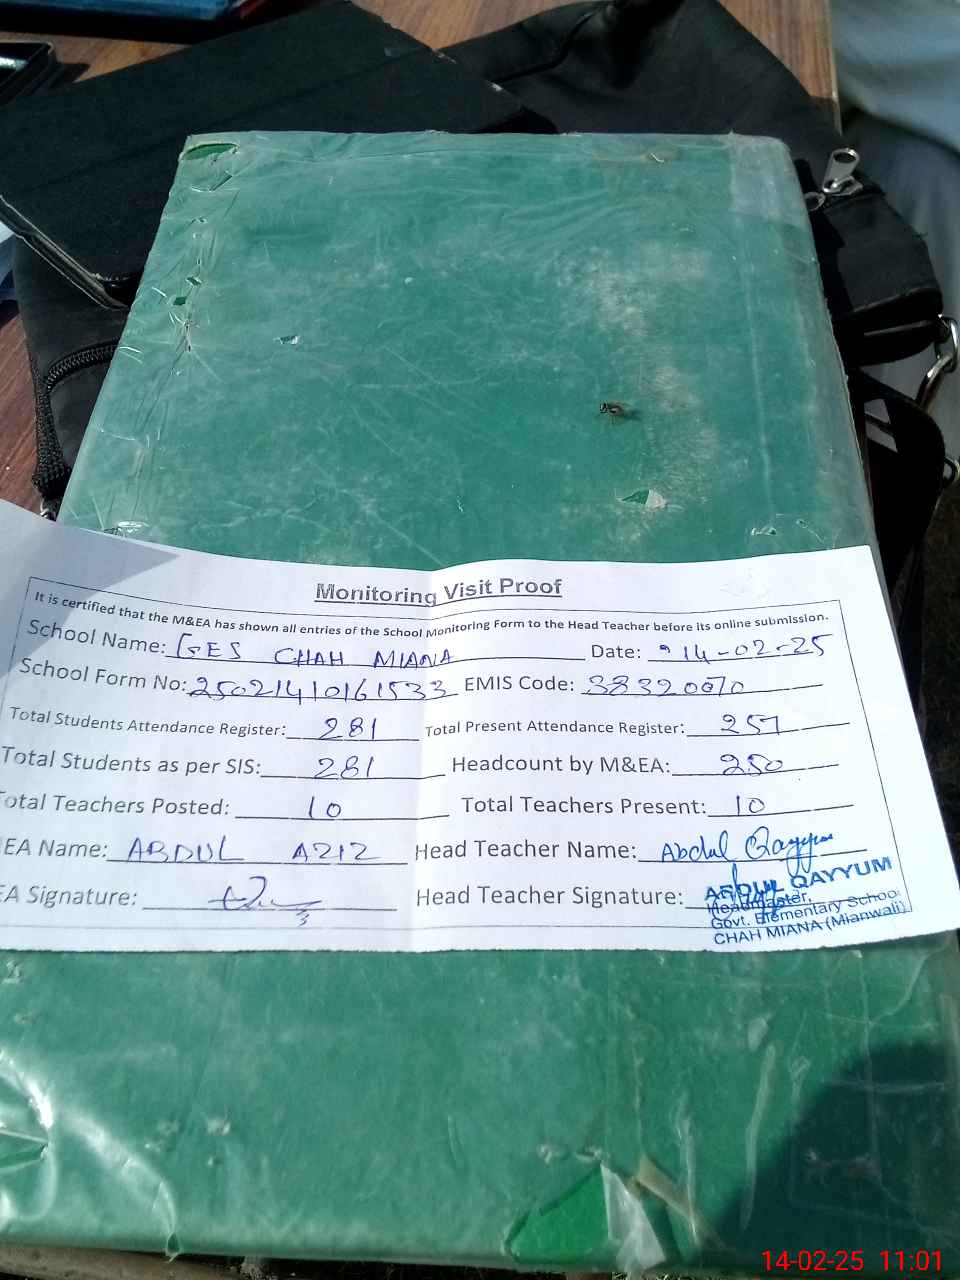 Monitoring Visit Proof
It is certified that the M&EA has shown all entries of the School Monitoring Form to the Head Teacher before its online submission.
School Name: GES CHAH MIANA Date: 14-02-25
School Form No: 25021410161533 EMIS Code: 38320070
Total Students Attendance Register: 281 Total Present Attendance Register: 257
Total Students as per SIS: 281 Headcount by M&EA: 250
Total Teachers Posted: 10 Total Teachers Present: 10
EA Name: ABDUL AZIZ Head Teacher Name: Abdul Qayyum
EA Signature: Head Teacher Signature:
ABDUL QAYYUM
Headmaster,
Govt. Elementary School
CHAH MIANA (Mianwali)
14-02-25 11:01